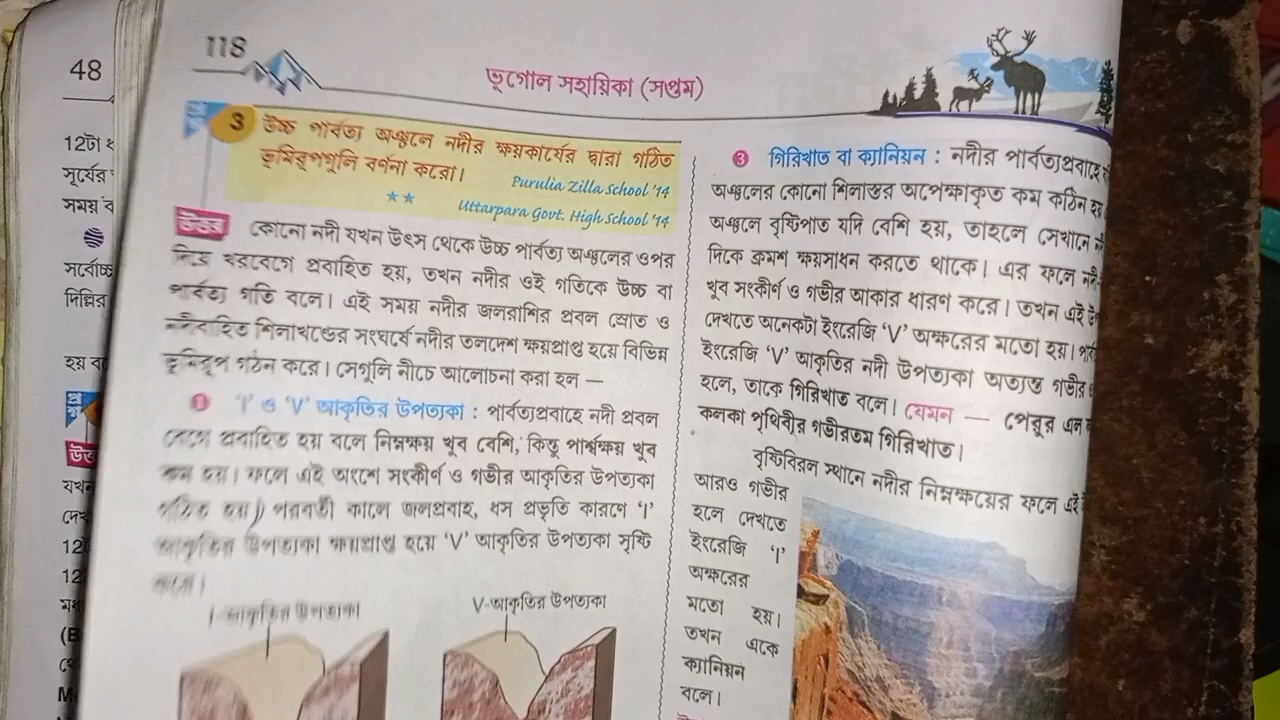 48
12টা
সূর্যের
সময়
সর্বোচ্চ
দিল্লির
হয়
প্রশ্ন
যখন
12
12
118
ভূগোল সহায়িকা (সপ্তম)
3 উচ্চ পার্বত্য অঞ্চলে নদীর ক্ষয়কার্যের দ্বারা গঠিত
ভূমিরূপগুলি বর্ণনা করো।
Purulia Zilla School '14
★★ Uttarpara Govt. High School '14
উত্তর কোনো নদী যখন উৎস থেকে উচ্চ পার্বত্য অঞ্চলের ওপর
দিয়ে খরবেগে প্রবাহিত হয়, তখন নদীর ওই গতিকে উচ্চ বা
পার্বত্য গতি বলে। এই সময় নদীর জলরাশির প্রবল স্রোত ও
নদীবাহিত শিলাখণ্ডের সংঘর্ষে নদীর তলদেশ ক্ষয়প্রাপ্ত হয়ে বিভিন্ন
ভূমিরূপ গঠন করে। সেগুলি নীচে আলোচনা করা হল —
1 'I' ও 'V' আকৃতির উপত্যকা : পার্বত্যপ্রবাহে নদী প্রবল
বেগে প্রবাহিত হয় বলে নিম্নক্ষয় খুব বেশি, কিন্তু পার্শ্বক্ষয় খুব
কম হয়। ফলে এই অংশে সংকীর্ণ ও গভীর আকৃতির উপত্যকা
গঠিত হয়। পরবর্তী কালে জলপ্রবাহ, ধস প্রভৃতি কারণে 'I'
আকৃতির উপত্যকা ক্ষয়প্রাপ্ত হয়ে 'V' আকৃতির উপত্যকা সৃষ্টি
করে।
I-আকৃতির উপত্যকা
V-আকৃতির উপত্যকা
3 গিরিখাত বা ক্যানিয়ন : নদীর পার্বত্যপ্রবাহে
অঞ্চলের কোনো শিলাস্তর অপেক্ষাকৃত কম কঠিন হয়
অঞ্চলে বৃষ্টিপাত যদি বেশি হয়, তাহলে সেখানে
দিকে ক্রমশ ক্ষয়সাধন করতে থাকে। এর ফলে নদী-
খুব সংকীর্ণ ও গভীর আকার ধারণ করে। তখন এই
দেখতে অনেকটা ইংরেজি 'V' অক্ষরের মতো হয়।
ইংরেজি 'V' আকৃতির নদী উপত্যকা অত্যন্ত গভীর
হলে, তাকে গিরিখাত বলে। যেমন — পেরুর এল
কলকা পৃথিবীর গভীরতম গিরিখাত।
বৃষ্টিবিরল স্থানে নদীর নিম্নক্ষয়ের ফলে এই
আরও গভীর
হলে দেখতে
ইংরেজি 'I'
অক্ষরের
মতো হয়।
তখন একে
ক্যানিয়ন
বলে।